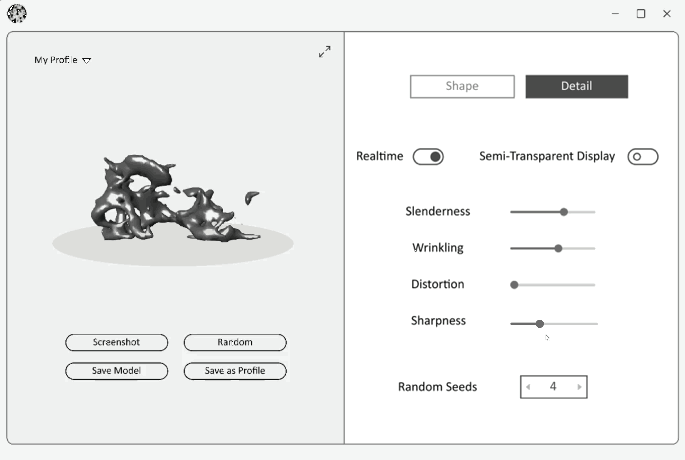 My Profile
Screenshot
Random
Save Model
Save as Profile
Shape
Detail
Realtime
Semi-Transparent Display
Slenderness
Wrinkling
Distortion
Sharpness
Random Seeds
4